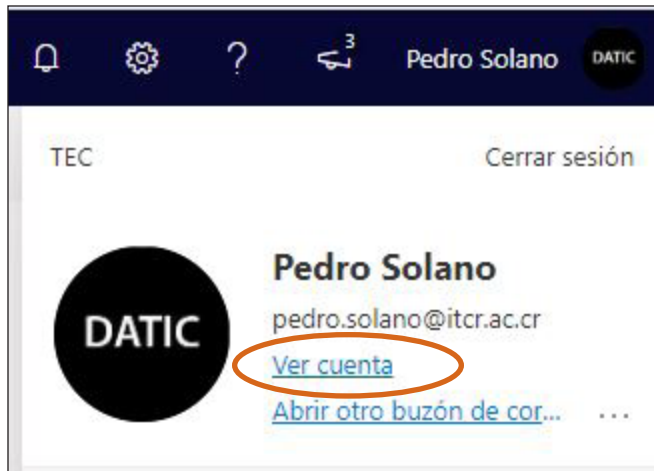 ? 3 Pedro Solano DATIC
TEC Cerrar sesión
DATIC
Pedro Solano
pedro.solano@itcr.ac.cr
Ver cuenta
Abrir otro buzón de cor... ...